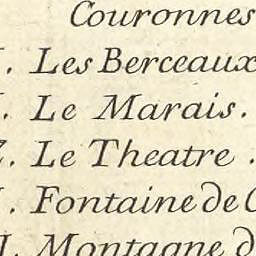 Couronnes
. Les Berceaux
. Le Marais.
. Le Theatre.
. Fontaine de
. Montagne